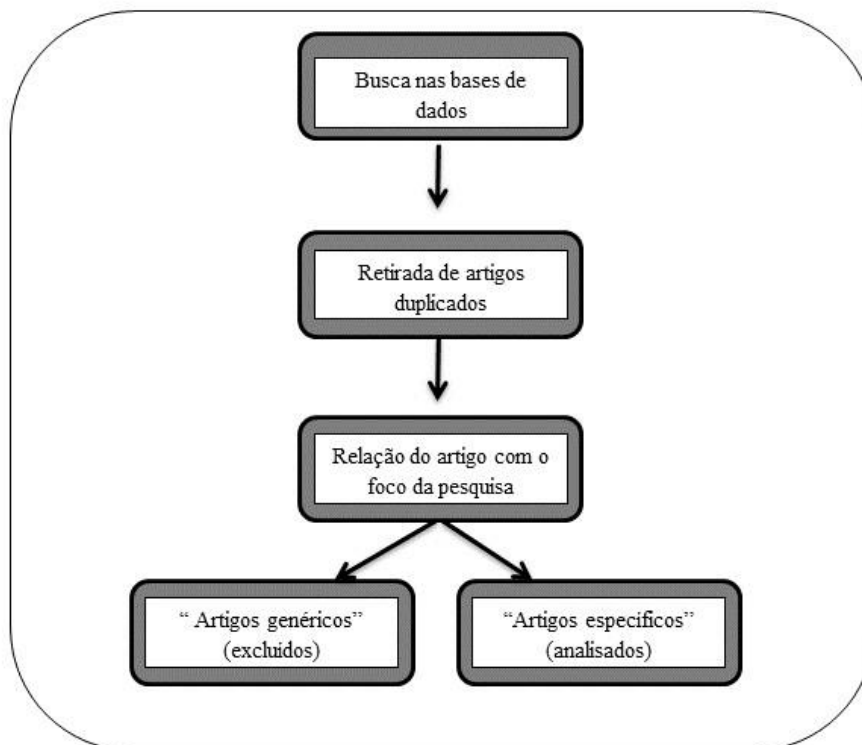 Busca nas bases de
dados
Retirada de artigos
duplicados
Relação do artigo com o
foco da pesquisa
“ Artigos genéricos”
(excluídos)
“Artigos específicos”
(analisados)